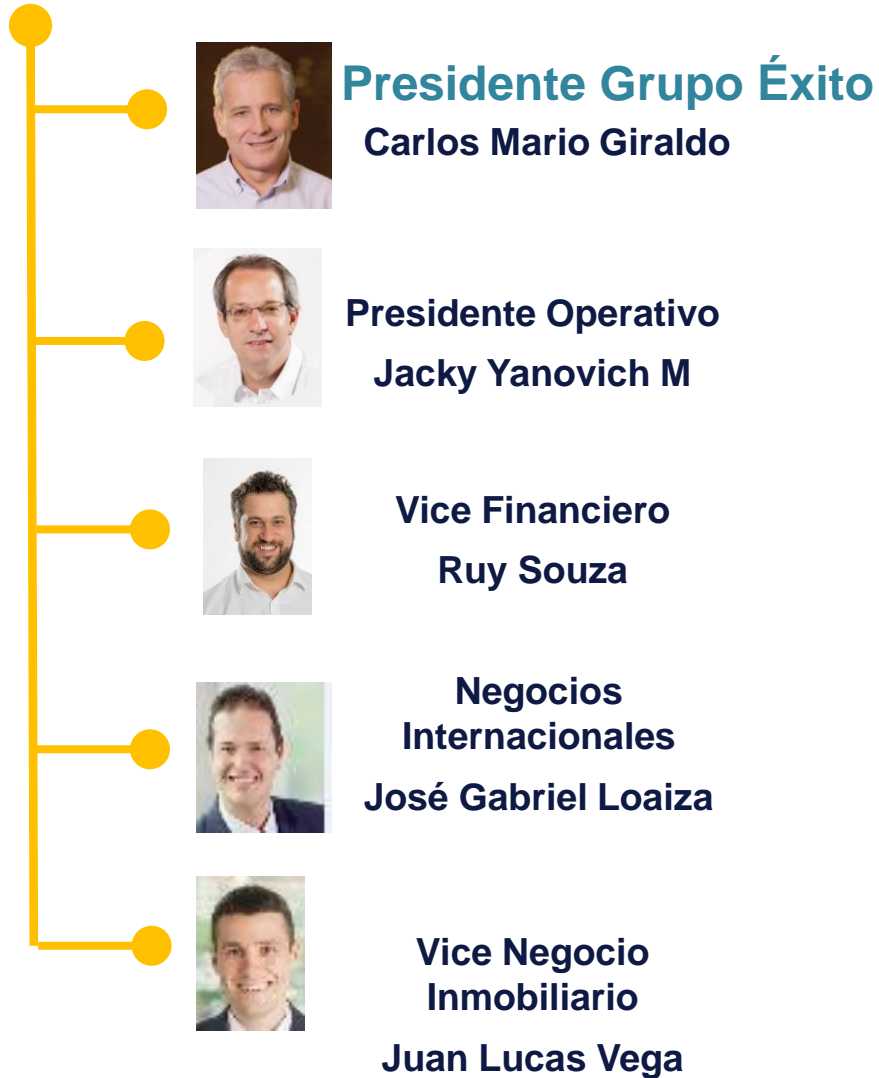 Presidente Grupo Éxito
Carlos Mario Giraldo
Presidente Operativo
Jacky Yanovich M
Vice Financiero
Ruy Souza
Negocios
Internacionales
José Gabriel Loaiza
Vice Negocio
Inmobiliario
Juan Lucas Vega